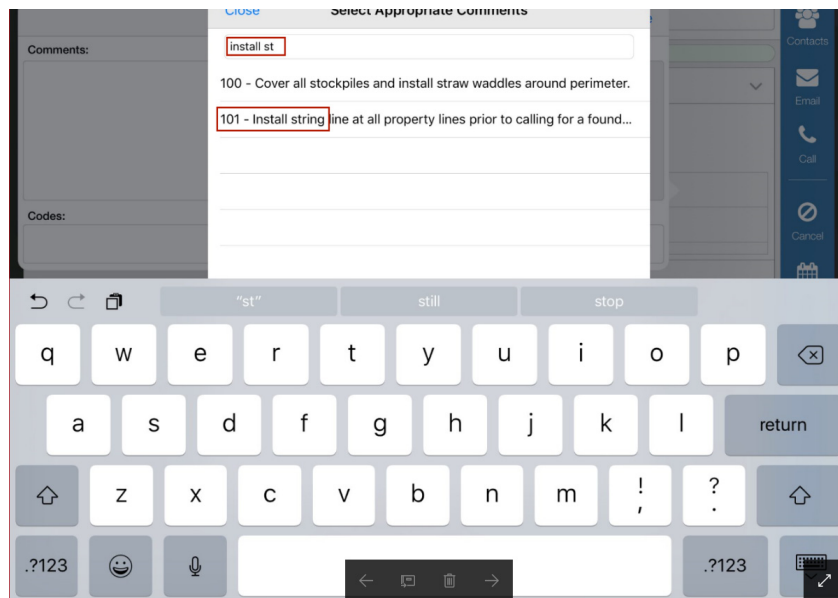 Close Select Appropriate Comments
Contacts
Comments:
install st
100 - Cover all stockpiles and install straw waddles around perimeter.
Email
101 - Install string line at all property lines prior to calling for a found...
Call
Codes:
Cancel
"st" still stop
q w e r t y u i o p
a s d f g h j k l return
z x c v b n m ! , ? .
.?123 .?123